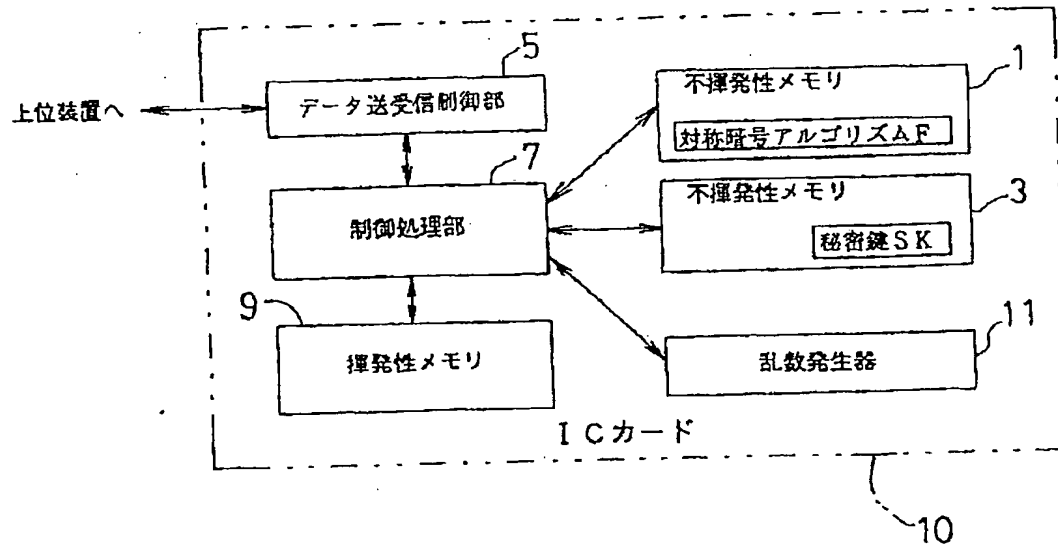 5
データ送受信制御部
上位装置へ
1
不揮発性メモリ
対称暗号アルゴリズムF
7
制御処理部
3
不揮発性メモリ
秘密鍵SK
9
揮発性メモリ
11
乱数発生器
ICカード
10